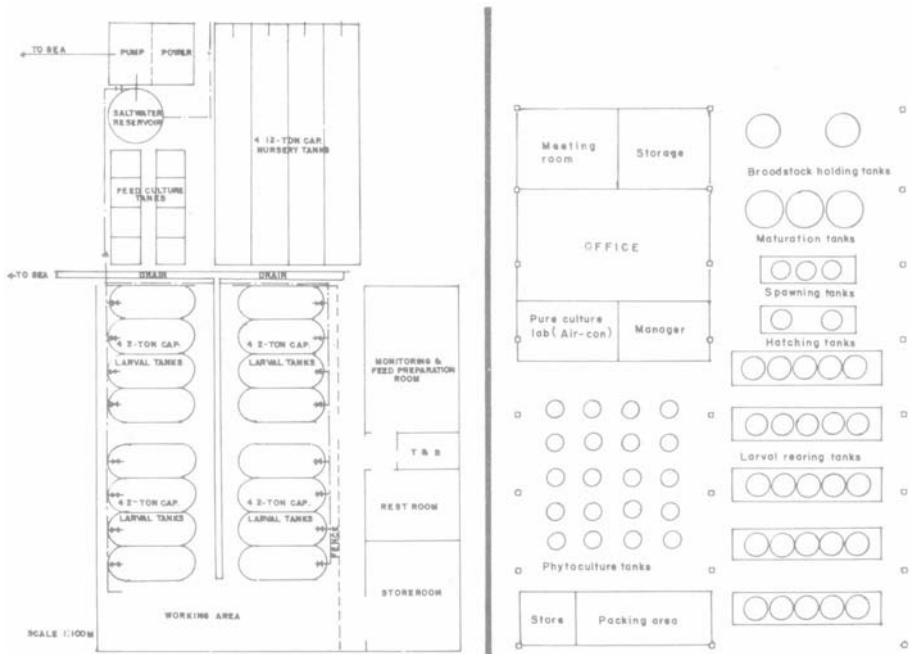 TO SEA
PUMP
POWER
SALTWATER
RESERVOIR
4 12-TON CAP.
NURSERY TANKS
FEED CULTURE
TANKS
TO SEA
DRAIN
DRAIN
4 2-TON CAP.
LARVAL TANKS
4 2-TON CAP.
LARVAL TANKS
MONITORING &
FEED PREPARATION
ROOM
T & B
4 2-TON CAP.
LARVAL TANKS
4 2-TON CAP.
LARVAL TANKS
REST ROOM
FENCE
STOREROOM
WORKING AREA
SCALE 1:100M
Meeting
room
Storage
OFFICE
Pure culture
lab(Air-con)
Manager
Phytoculture tanks
Store
Packing area
Broodstock holding tanks
Maturation tanks
Spawning tanks
Hatching tanks
Larval rearing tanks